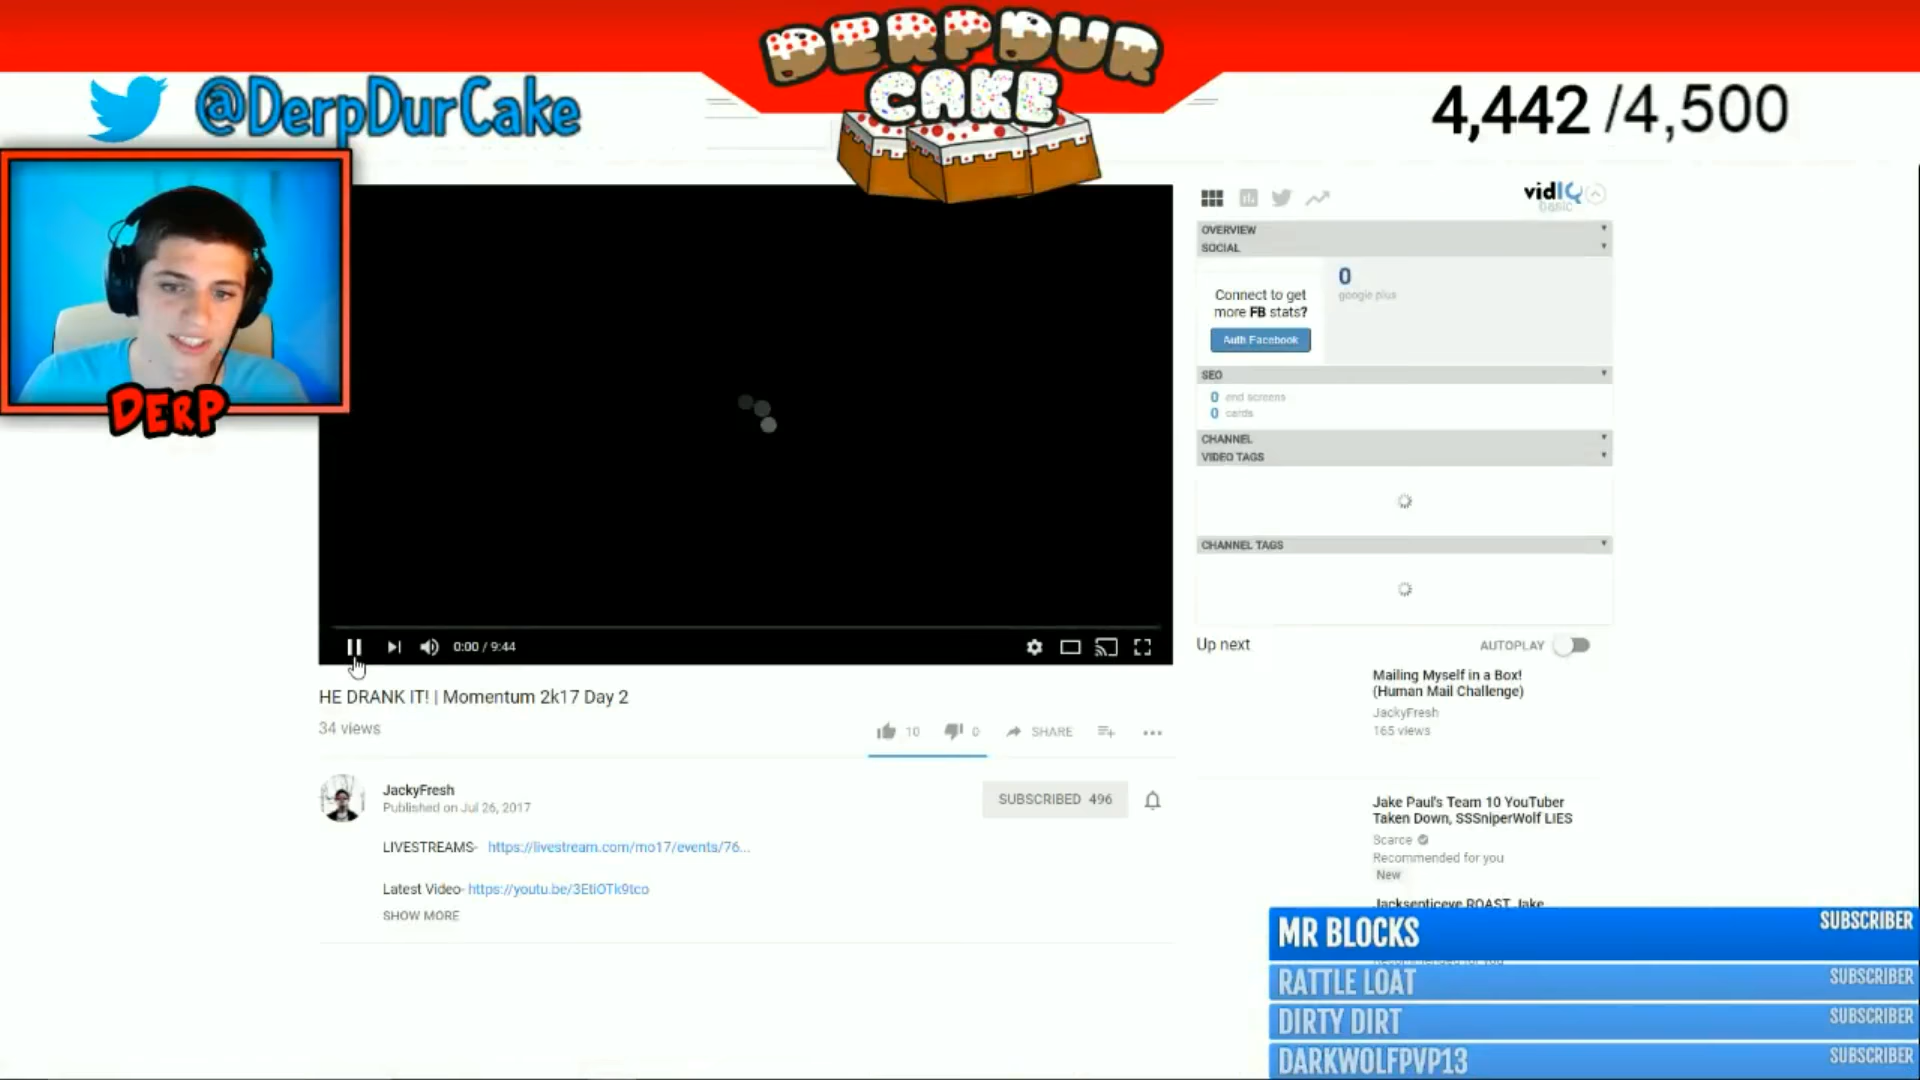 DERPDUR
CAKE
@DerpDurCake
4,442 /4,500
DERP
vidIQ
basic
OVERVIEW
SOCIAL
0
google plus
Connect to get
more FB stats?
Auth Facebook
SEO
0 end screens
0 cards
CHANNEL
VIDEO TAGS
CHANNEL TAGS
0:00 / 9:44
Up next
AUTOPLAY
Mailing Myself in a Box!
(Human Mail Challenge)
JackyFresh
165 views
HE DRANK IT! | Momentum 2k17 Day 2
34 views
10
0
SHARE
JackyFresh
Published on Jul 26, 2017
SUBSCRIBED 496
LIVESTREAMS- https://livestream.com/mo17/events/76...
Latest Video- https://youtu.be/3EtiOTk9tco
SHOW MORE
Jake Paul's Team 10 YouTuber
Taken Down, SSSniperWolf LIES
Scarce
Recommended for you
New
Jacksepticeye ROAST Jake
MR BLOCKS SUBSCRIBER
RATTLE LOAT SUBSCRIBER
DIRTY DIRT SUBSCRIBER
DARKWOLFPVP13 SUBSCRIBER